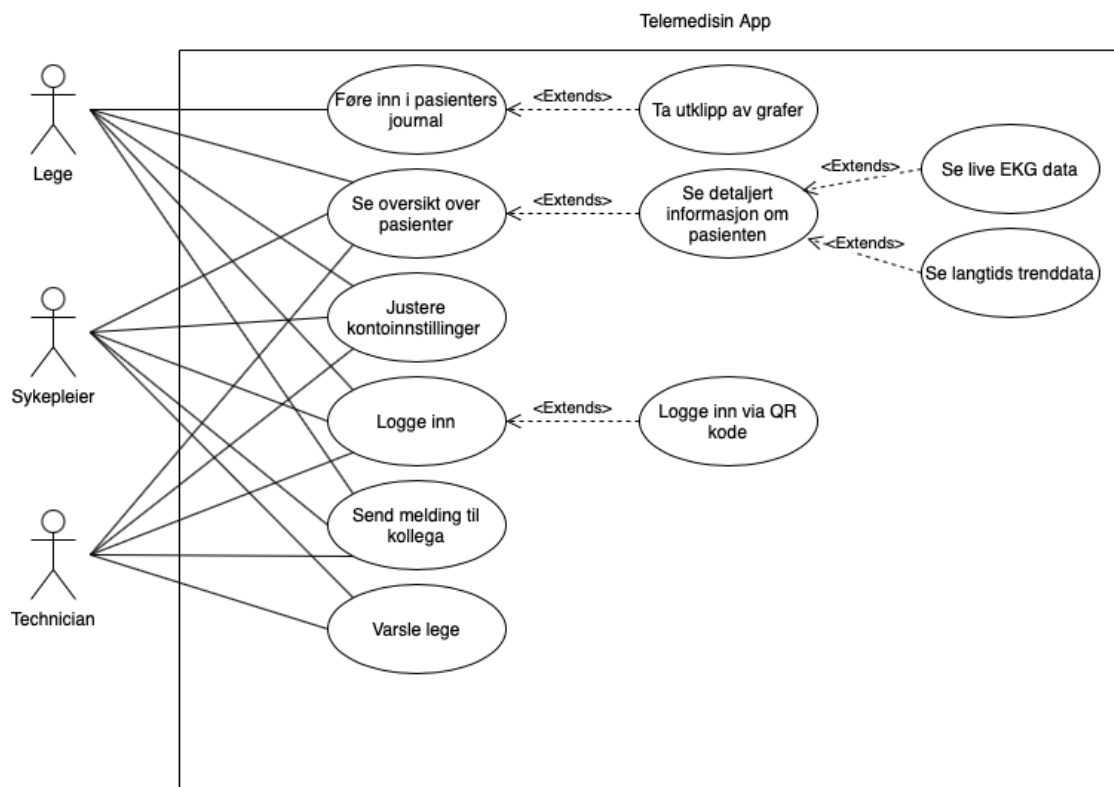 Telemedisin App
Lege
Føre inn i pasienters
journal
<Extends>
Ta utklipp av grafer
Se oversikt over
pasienter
<Extends>
Se detaljert
informasjon om
pasienten
<Extends>
Se live EKG data
<Extends>
Se langtids trenddata
Sykepleier
Justere
kontoinnstillinger
Logge inn
<Extends>
Logge inn via QR
kode
Technician
Send melding til
kollega
Varsle lege